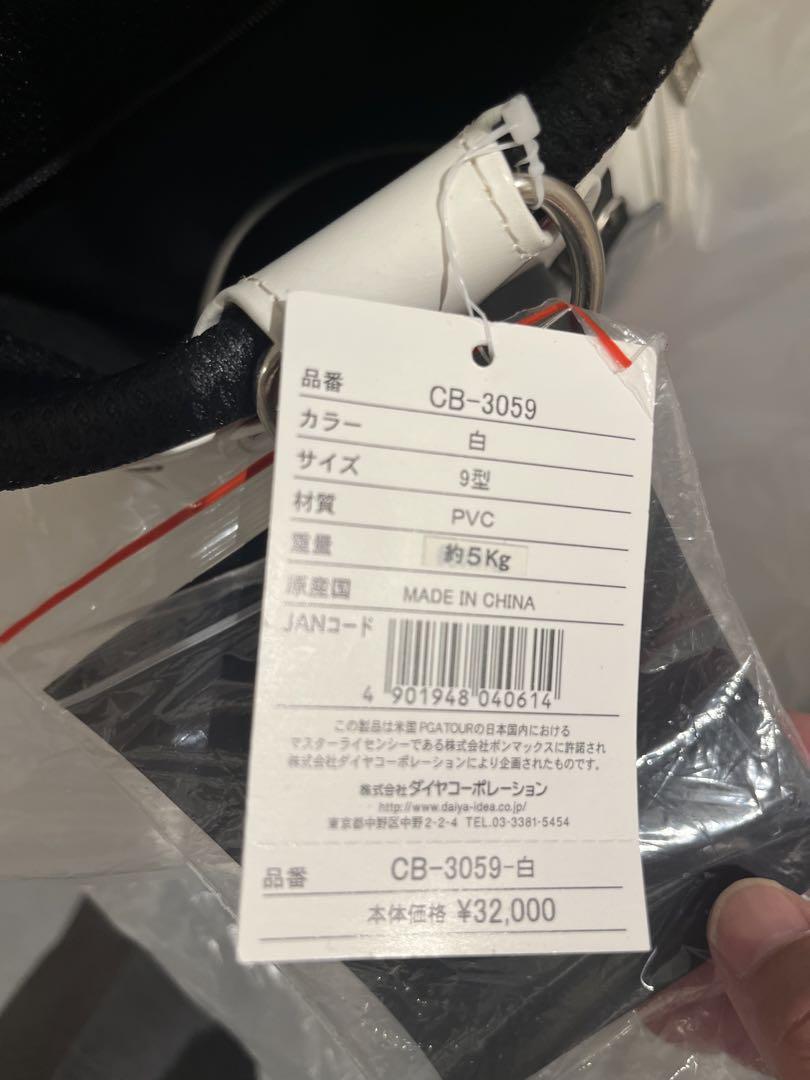 品番 CB-3059
カラー 白
サイズ 9型
材質 PVC
重量 約5Kg
原産国 MADE IN CHINA
JANコード
4 901948 040614
この製品は米国PGATOURの日本国内における
マスターライセンシーである株式会社ボンマックスに許諾され
株式会社ダイヤコーポレーションにより企画されたものです。
株式会社ダイヤコーポレーション
http://www.daiya-idea.co.jp/
東京都中野区中野2-2-4 TEL.03-3381-5454
品番 CB-3059-白
本体価格 ¥32,000